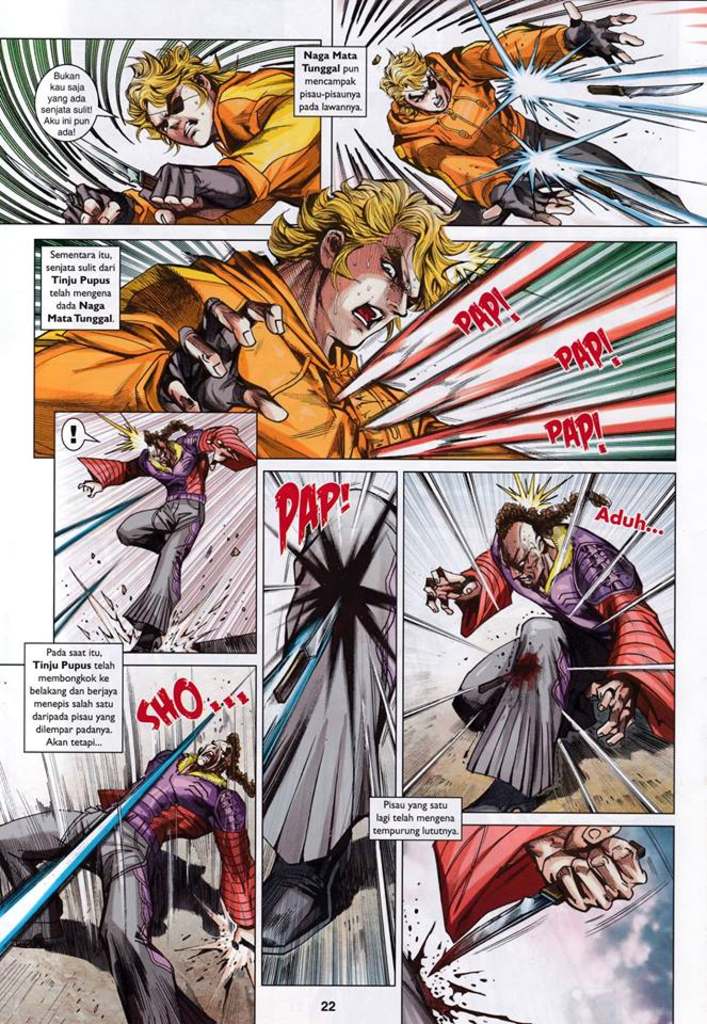 Bukan
kau saja
yang ada
senjata sulit!
Aku ini pun
ada!
Naga Mata
Tunggal pun
mencampak
pisau-pisaunya
pada lawannya.
Sementara itu,
senjata sulit dari
Tinju Pupus
telah mengena
dada Naga
Mata Tunggal.
PAP!
PAP!
PAP!
!
PAP!
Aduh...
Pada saat itu,
Tinju Pupus telah
membongkok ke
belakang dan berjaya
menepis salah satu
daripada pisau yang
dilempar padanya.
Akan tetapi...
SHO...
Pisau yang satu
lagi telah mengena
tempurung lututnya.
22